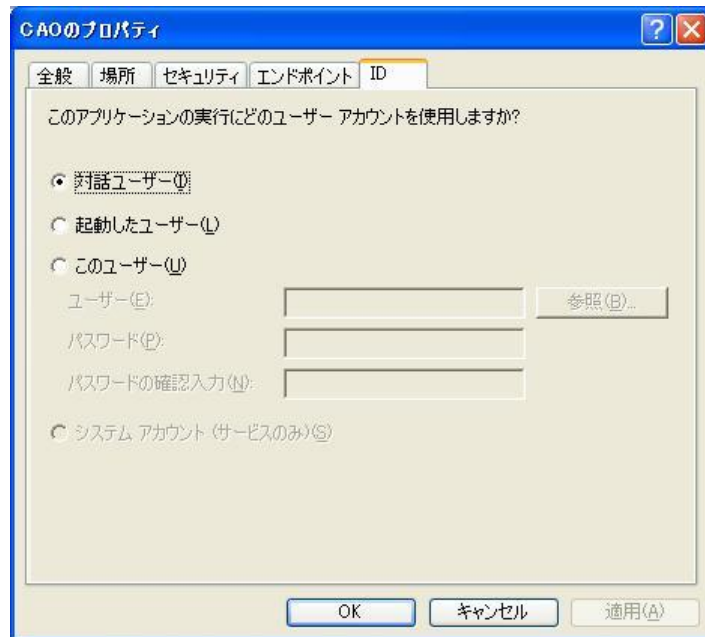 CAOのプロパティ
全般 場所 セキュリティ エンドポイント ID
このアプリケーションの実行にどのユーザー アカウントを使用しますか?
対話ユーザー(I)
起動したユーザー(L)
このユーザー(U)
ユーザー(E): 参照(B)...
パスワード(P):
パスワードの確認入力(N):
システム アカウント (サービスのみ)(S)
OK キャンセル 適用(A)